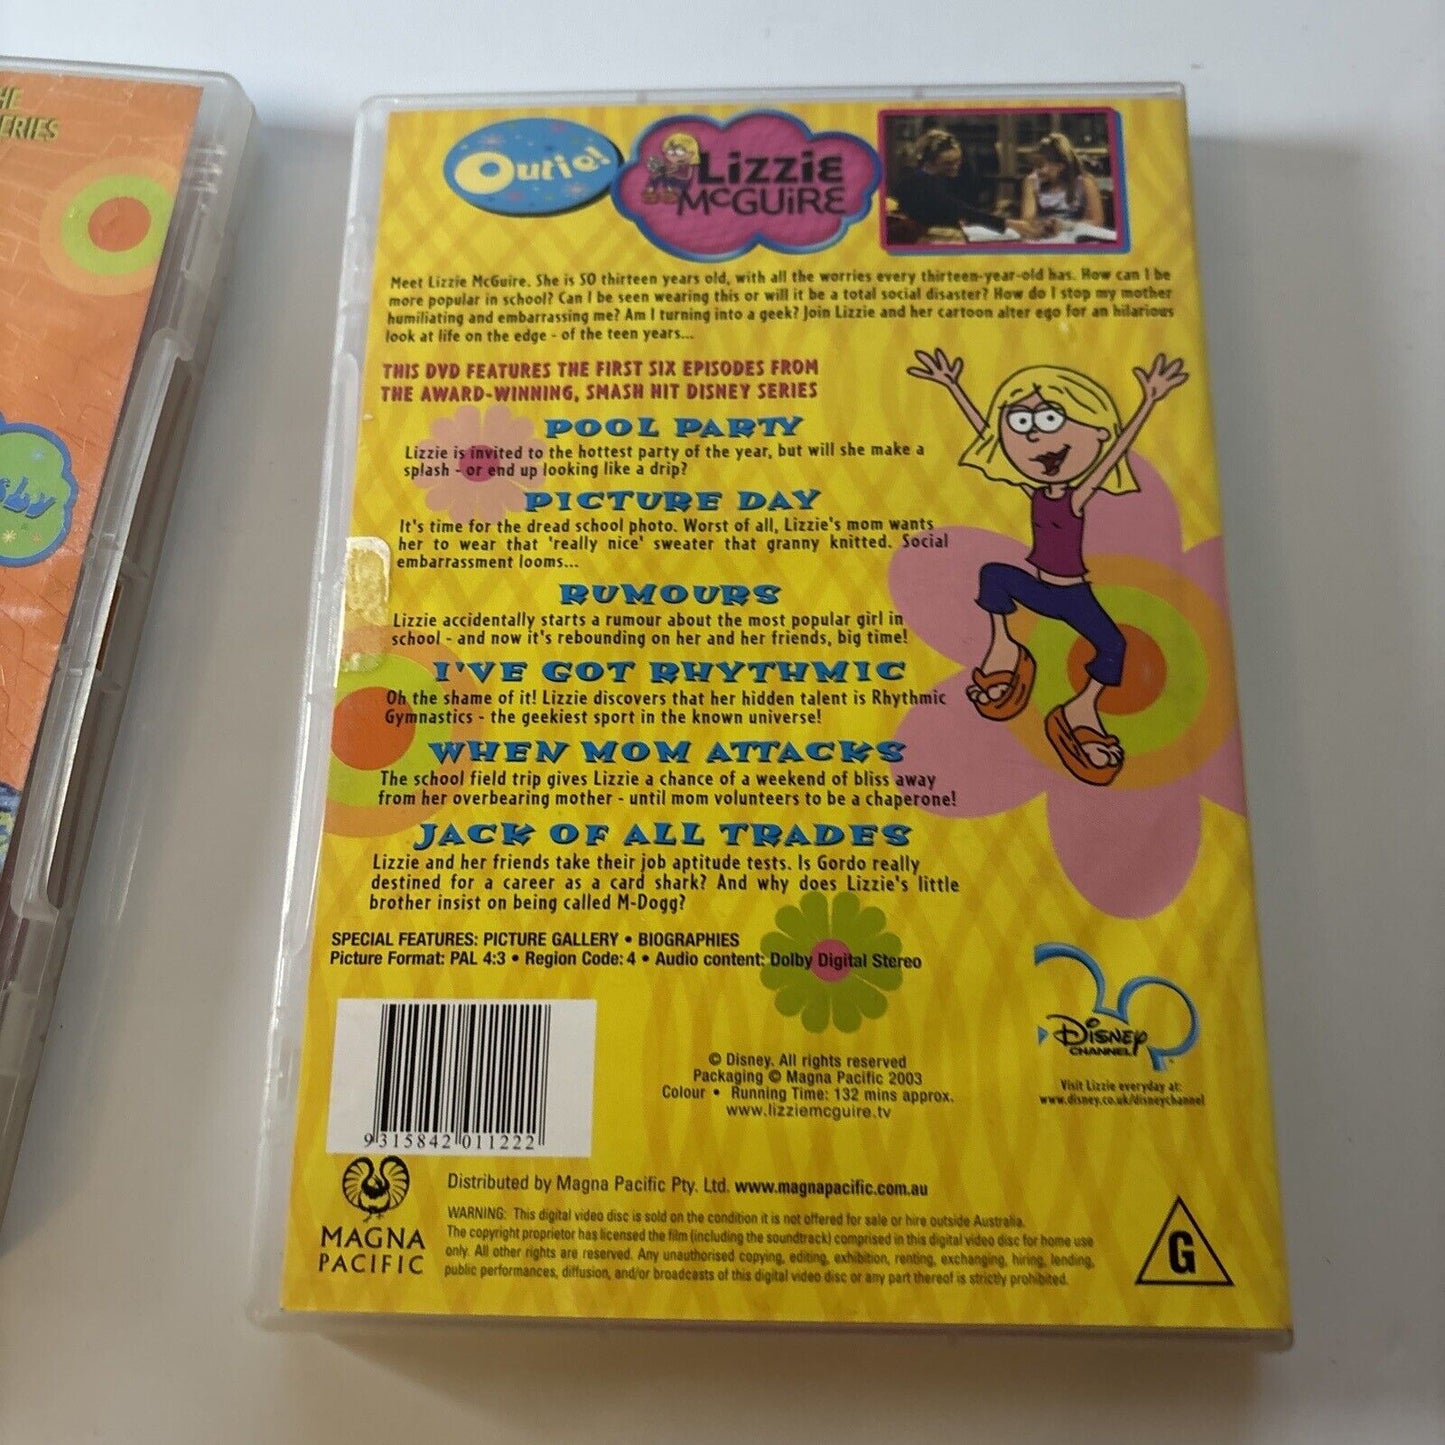 HE
ERIES
sby
Outie!
Lizzie
McGUiRE
Meet Lizzie McGuire. She is SO thirteen years old, with all the worries every thirteen-year-old has. How can I be
more popular in school? Can I be seen wearing this or will it be a total social disaster? How do I stop my mother
humiliating and embarrassing me? Am I turning into a geek? Join Lizzie and her cartoon alter ego for an hilarious
look at life on the edge - of the teen years...
THIS DVD FEATURES THE FIRST SIX EPISODES FROM
THE AWARD-WINNING, SMASH HIT DISNEY SERIES
POOL PARTY
Lizzie is invited to the hottest party of the year, but will she make a
splash - or end up looking like a drip?
PICTURE DAY
It's time for the dread school photo. Worst of all, Lizzie's mom wants
her to wear that 'really nice' sweater that granny knitted. Social
embarrassment looms...
RUMOURS
Lizzie accidentally starts a rumour about the most popular girl in
school - and now it's rebounding on her and her friends, big time!
I'VE GOT RHYTHMIC
Oh the shame of it! Lizzie discovers that her hidden talent is Rhythmic
Gymnastics - the geekiest sport in the known universe!
WHEN MOM ATTACKS
The school field trip gives Lizzie a chance of a weekend of bliss away
from her overbearing mother - until mom volunteers to be a chaperone!
JACK OF ALL TRADES
Lizzie and her friends take their job aptitude tests. Is Gordo really
destined for a career as a card shark? And why does Lizzie's little
brother insist on being called M-Dogg?
SPECIAL FEATURES: PICTURE GALLERY • BIOGRAPHIES
Picture Format: PAL 4:3 • Region Code: 4 • Audio content: Dolby Digital Stereo
9 315842 011222
© Disney. All rights reserved
Packaging © Magna Pacific 2003
Colour • Running Time: 132 mins approx.
www.lizziemcguire.tv
Disney
CHANNEL
Visit Lizzie everyday at:
www.disney.co.uk/disneychannel
MAGNA
PACIFIC
Distributed by Magna Pacific Pty. Ltd. www.magnapacific.com.au
WARNING: This digital video disc is sold on the condition it is not offered for sale or hire outside Australia.
The copyright proprietor has licensed the film (including the soundtrack) comprised in this digital video disc for home use
only. All other rights are reserved. Any unauthorised copying, editing, exhibition, renting, exchanging, hiring, lending,
public performances, diffusion, and/or broadcasts of this digital video disc or any part thereof is strictly prohibited.
G